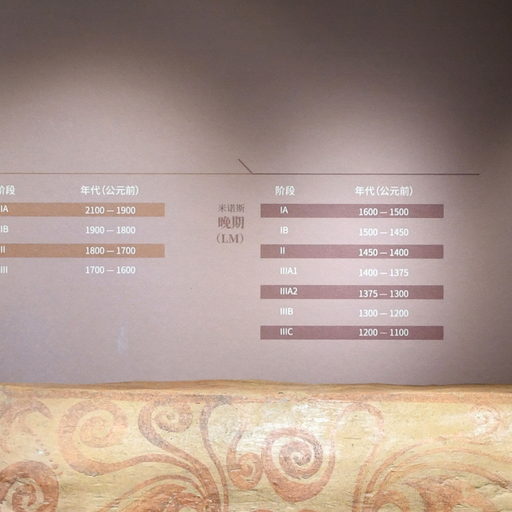 阶段 年代(公元前)
IA 2100 — 1900
IB 1900 — 1800
II 1800 — 1700
III 1700 — 1600
米诺斯
晚期
(LM)
阶段 年代(公元前)
IA 1600 — 1500
IB 1500 — 1450
II 1450 — 1400
IIIA1 1400 — 1375
IIIA2 1375 — 1300
IIIB 1300 — 1200
IIIC 1200 — 1100